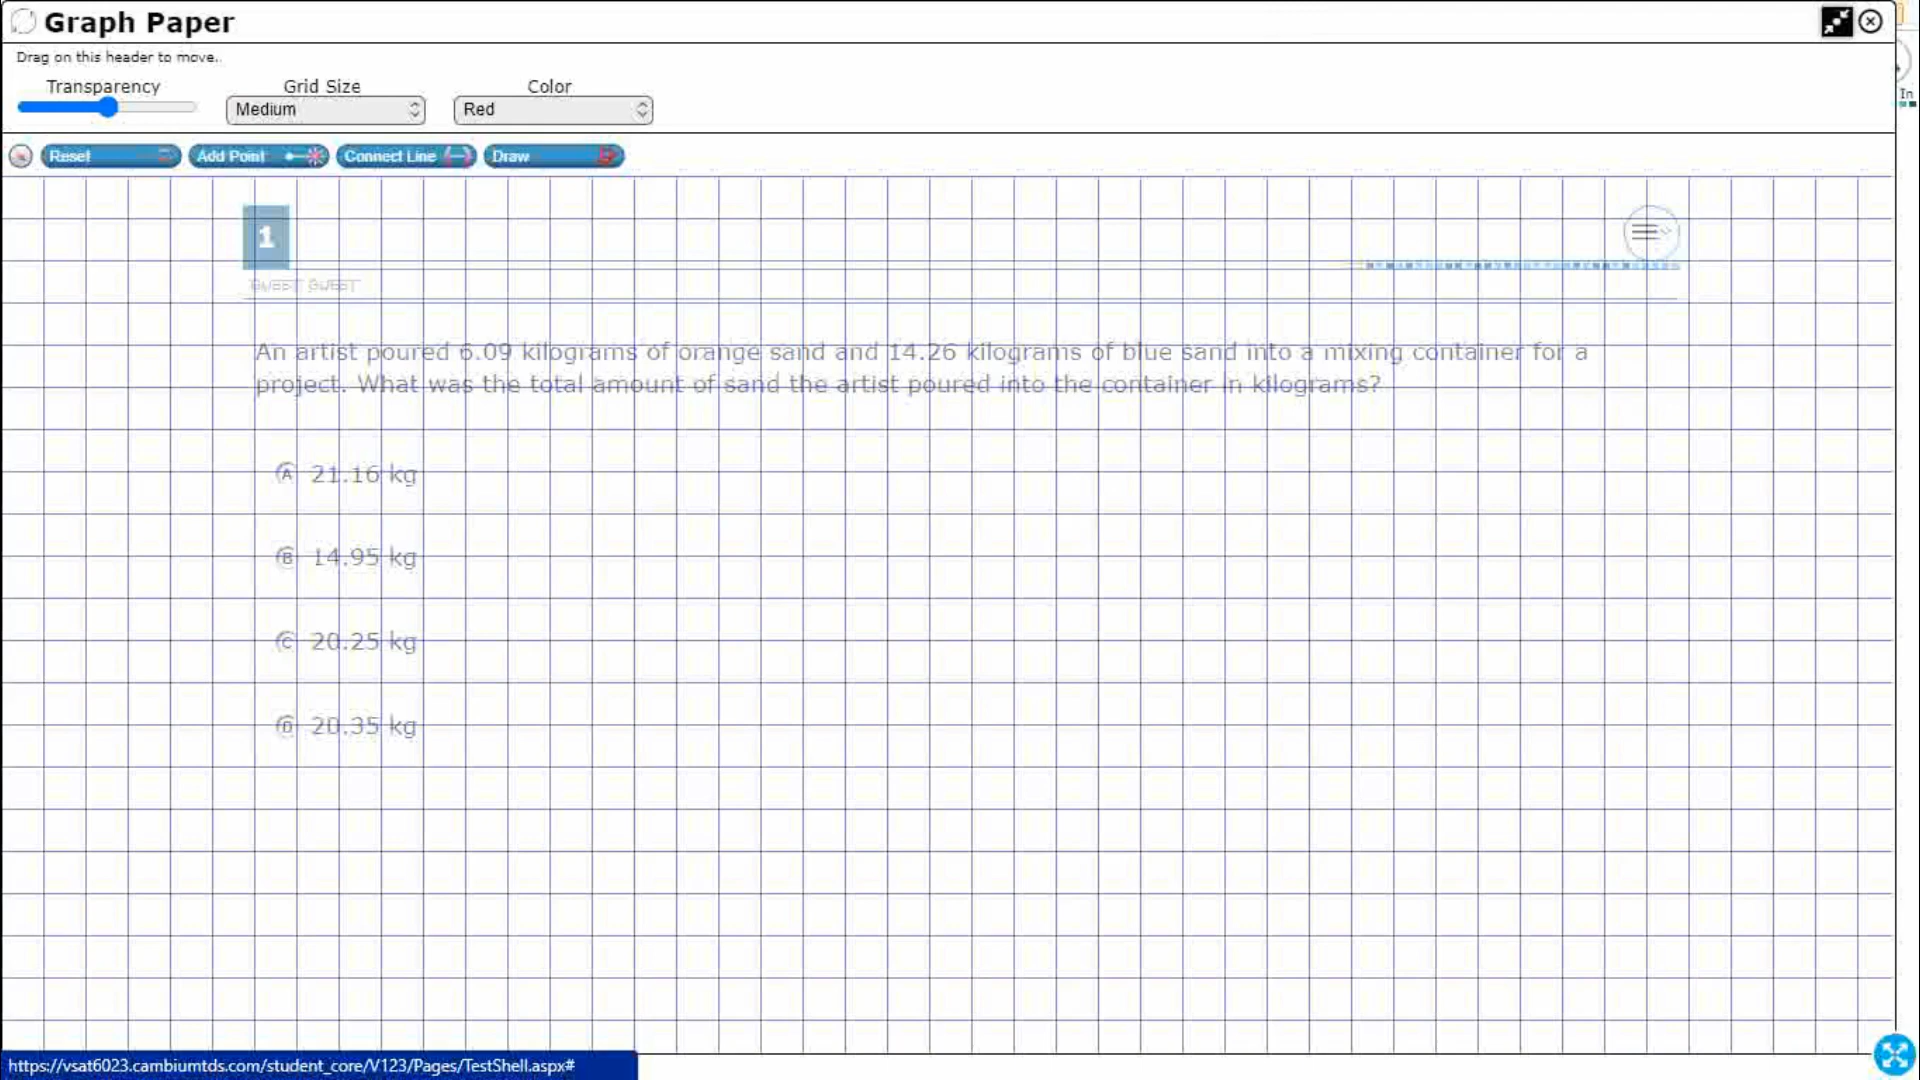 Graph Paper
Drag on this header to move..
Transparency
Grid Size
Color
Medium
Red
Reset
Add Point
Connect Line
Draw
In
1
GUEST GUEST
An artist poured 6.09 kilograms of orange sand and 14.26 kilograms of blue sand into a mixing container for a
project. What was the total amount of sand the artist poured into the container in kilograms?
A 21.16 kg
B 14.95 kg
C 20.25 kg
D 20.35 kg
https://vsat6023.cambiumtds.com/student_core/V123/Pages/TestShell.aspx#